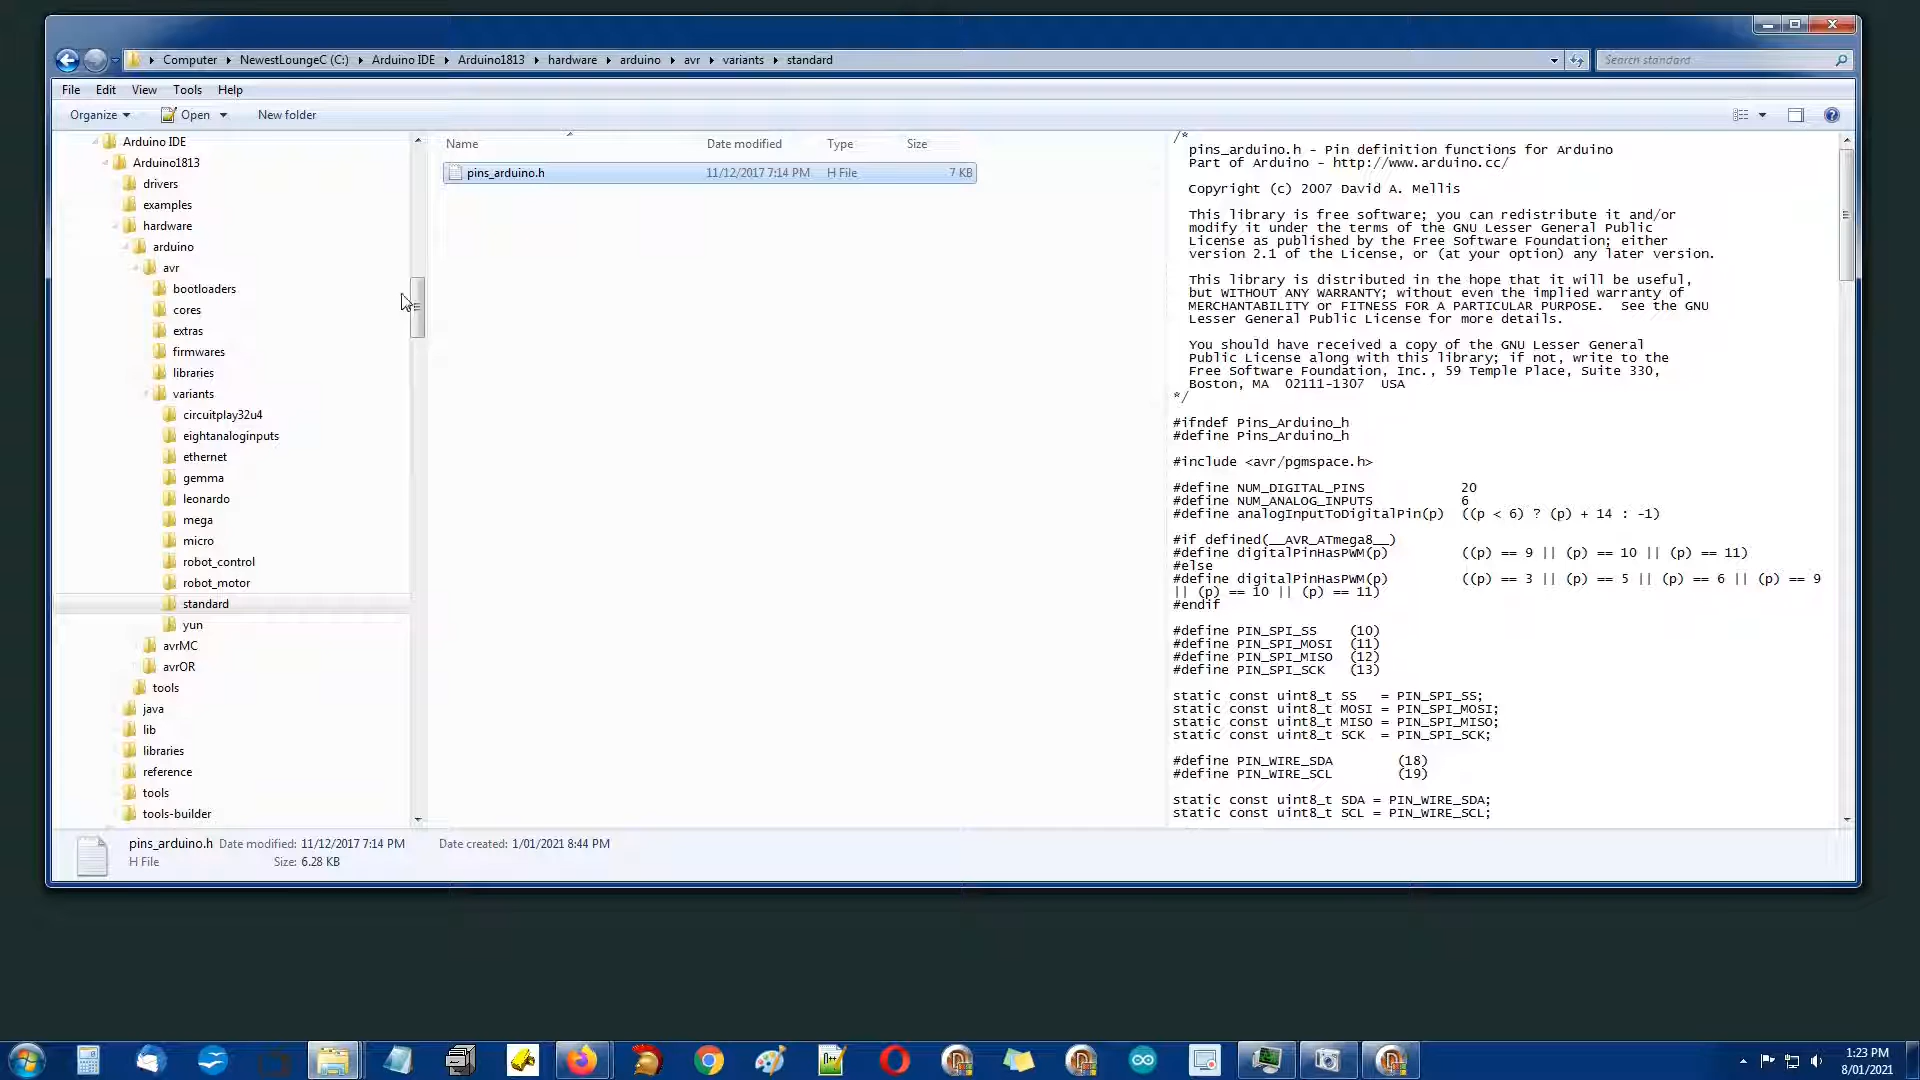 Computer NewestLoungeC (C:) Arduino IDE Arduino1813 hardware arduino avr variants standard
Search standard
File Edit View Tools Help
Organize Open New folder
Arduino IDE
Arduino1813
drivers
examples
hardware
arduino
avr
bootloaders
cores
extras
firmwares
libraries
variants
circuitplay32u4
eightanaloginputs
ethernet
gemma
leonardo
mega
micro
robot_control
robot_motor
standard
yun
avrMC
avrOR
tools
java
lib
libraries
reference
tools
tools-builder
Name Date modified Type Size
pins_arduino.h 11/12/2017 7:14 PM H File 7 KB
/*
pins_arduino.h - Pin definition functions for Arduino
Part of Arduino - http://www.arduino.cc/
Copyright (c) 2007 David A. Mellis
This library is free software; you can redistribute it and/or
modify it under the terms of the GNU Lesser General Public
License as published by the Free Software Foundation; either
version 2.1 of the License, or (at your option) any later version.
This library is distributed in the hope that it will be useful,
but WITHOUT ANY WARRANTY; without even the implied warranty of
MERCHANTABILITY or FITNESS FOR A PARTICULAR PURPOSE.  See the GNU
Lesser General Public License for more details.
You should have received a copy of the GNU Lesser General
Public License along with this library; if not, write to the
Free Software Foundation, Inc., 59 Temple Place, Suite 330,
Boston, MA  02111-1307  USA
*/
#ifndef Pins_Arduino_h
#define Pins_Arduino_h
#include <avr/pgmspace.h>
#define NUM_DIGITAL_PINS            20
#define NUM_ANALOG_INPUTS           6
#define analogInputToDigitalPin(p)  ((p < 6) ? (p) + 14 : -1)
#if defined(__AVR_ATmega8__)
#define digitalPinHasPWM(p)         ((p) == 9 || (p) == 10 || (p) == 11)
#else
#define digitalPinHasPWM(p)         ((p) == 3 || (p) == 5 || (p) == 6 || (p) == 9
|| (p) == 10 || (p) == 11)
#endif
#define PIN_SPI_SS    (10)
#define PIN_SPI_MOSI  (11)
#define PIN_SPI_MISO  (12)
#define PIN_SPI_SCK   (13)
static const uint8_t SS   = PIN_SPI_SS;
static const uint8_t MOSI = PIN_SPI_MOSI;
static const uint8_t MISO = PIN_SPI_MISO;
static const uint8_t SCK  = PIN_SPI_SCK;
#define PIN_WIRE_SDA        (18)
#define PIN_WIRE_SCL        (19)
static const uint8_t SDA = PIN_WIRE_SDA;
static const uint8_t SCL = PIN_WIRE_SCL;
pins_arduino.h Date modified: 11/12/2017 7:14 PM Date created: 1/01/2021 8:44 PM
H File Size: 6.28 KB
1:23 PM
8/01/2021